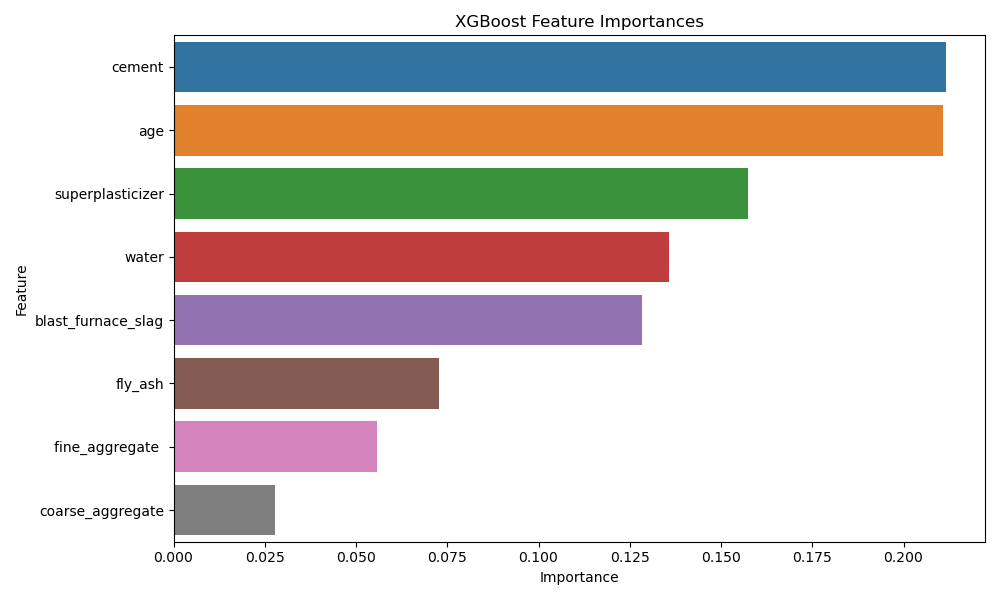 XGBoost Feature Importances
Feature
cement
age
superplasticizer
water
blast_furnace_slag
fly_ash
fine_aggregate
coarse_aggregate
0.000 0.025 0.050 0.075 0.100 0.125 0.150 0.175 0.200
Importance